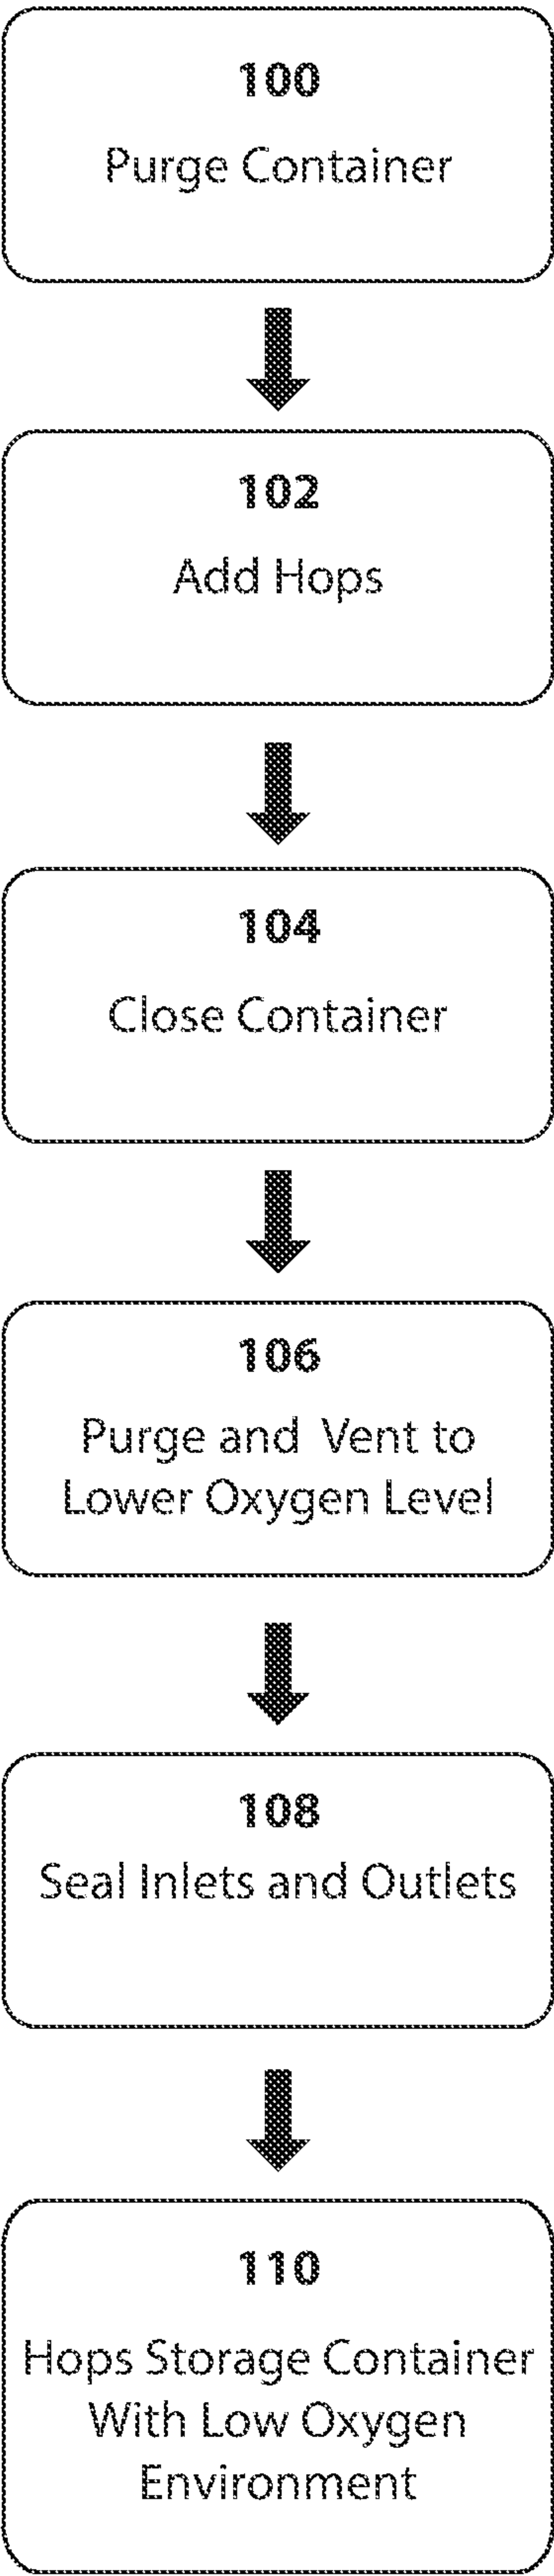 100
Purge Container
102
Add Hops
104
Close Container
106
Purge and Vent to
Lower Oxygen Level
108
Seal Inlets and Outlets
110
Hops Storage Container
With Low Oxygen
Environment